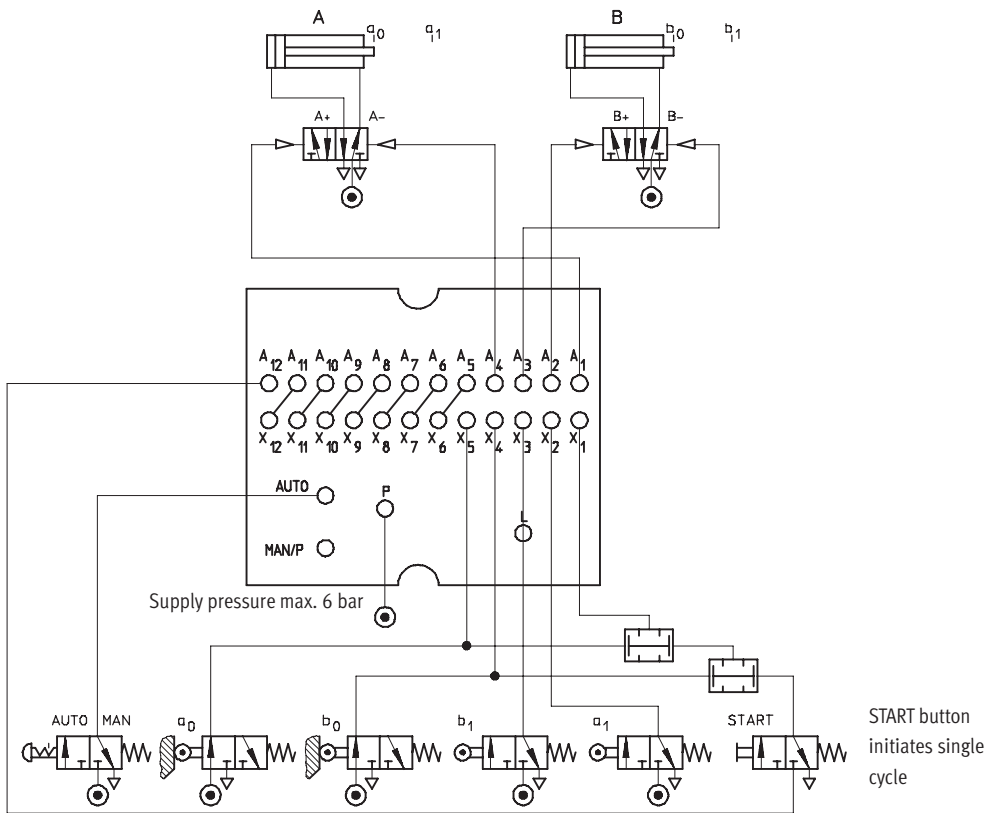 A a0 a1 B b0 b1
A+ A- B+ B-
A12 A11 A10 A9 A8 A7 A6 A5 A4 A3 A2 A1
X12 X11 X10 X9 X8 X7 X6 X5 X4 X3 X2 X1
AUTO P L
MAN/P
Supply pressure max. 6 bar
AUTO MAN a0 b0 b1 a1 START
START button
initiates single
cycle